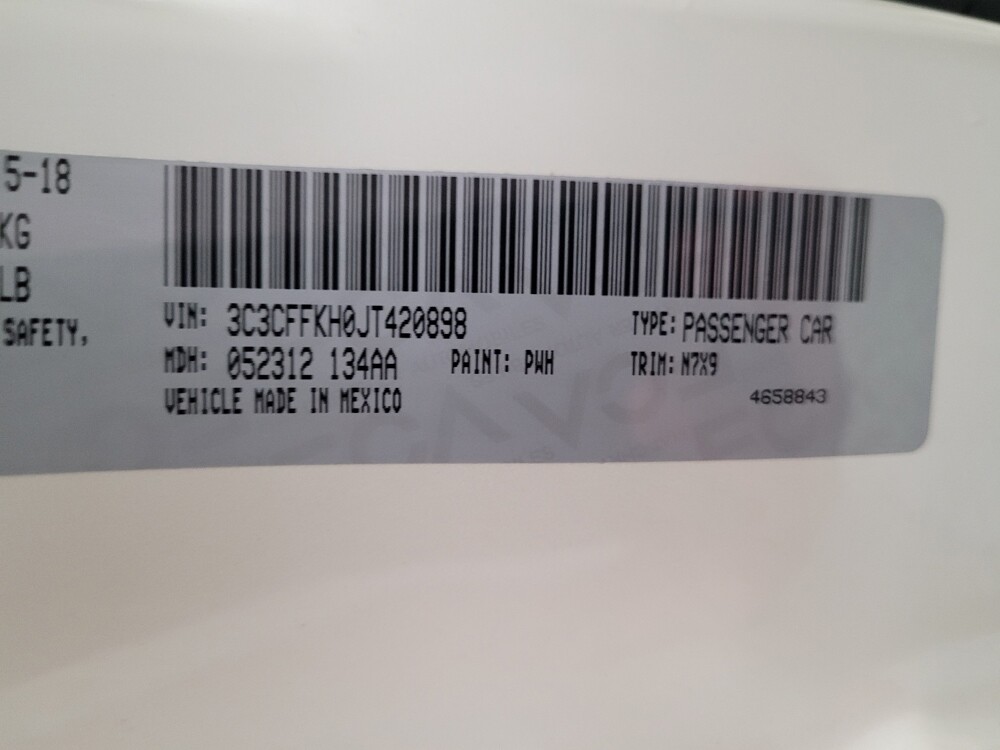 5-18
KG
LB
SAFETY,
VIN: 3C3CFFKH0JT420898 TYPE: PASSENGER CAR
MDH: 052312 134AA PAINT: PWH TRIM: N7X9
VEHICLE MADE IN MEXICO 4658843